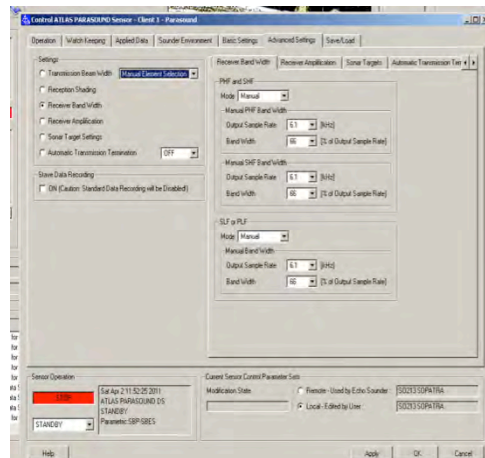 Control ATLAS PARASOUND Sensor - Client 1 - Parasound
Operation Watch Keeping Applied Data Sounder Environment Basic Settings Advanced Settings Save/Load
Settings
Transmission Beam Width Manual Element Selection
Reception Shading
Receiver Band Width
Receiver Amplification
Sonar Target Settings
Automatic Transmission Termination OFF
Slave Data Recording
ON (Caution: Standard Data Recording will be Disabled!)
Receiver Band Width Receiver Amplification Sonar Targets Automatic Transmission Terr
PHF and SHF
Mode Manual
Manual PHF Band Width
Output Sample Rate 6.1 [kHz]
Band Width 66 [% of Output Sample Rate]
Manual SHF Band Width
Output Sample Rate 6.1 [kHz]
Band Width 66 [% of Output Sample Rate]
SLF or PLF
Mode Manual
Manual Band Width
Output Sample Rate 6.1 [kHz]
Band Width 66 [% of Output Sample Rate]
for
for
for
for
Sensor Operation
Sat Apr 2 11:52:25 2011
ATLAS PARASOUND DS
STANDBY
Parametric SBP-SBES
STANDBY
Current Sensor Control Parameter Sets
Modification State
Remote - Used by Echo Sounder SO213 SOPATRA
Local - Edited by User SO213 SOPATRA
Help Apply OK Cancel